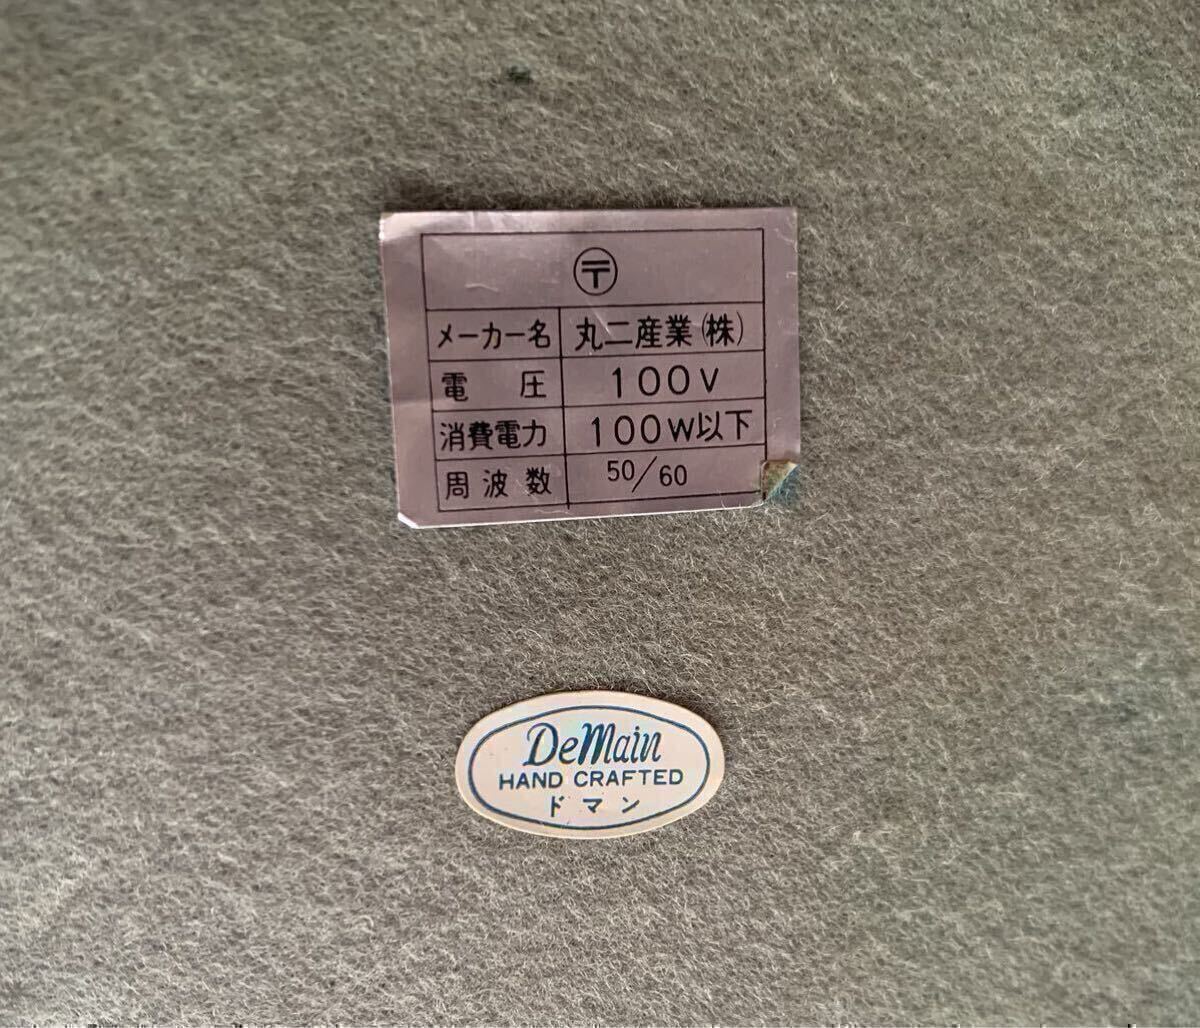 〒
メーカー名 丸二産業(株)
電圧 100V
消費電力 100W以下
周波数 50/60
DeMain
HAND CRAFTED
ドマン